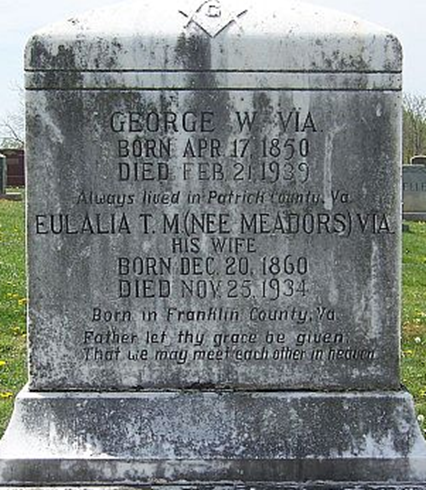 G
GEORGE W. VIA
BORN APR. 17, 1850
DIED FEB. 21, 1939
Always lived in Patrick County, Va.
EULALIA T. M. (NEE MEADORS) VIA
HIS WIFE
BORN DEC. 20, 1860
DIED NOV. 25, 1934
Born in Franklin County, Va.
Father let thy grace be given
That we may meet each other in heaven